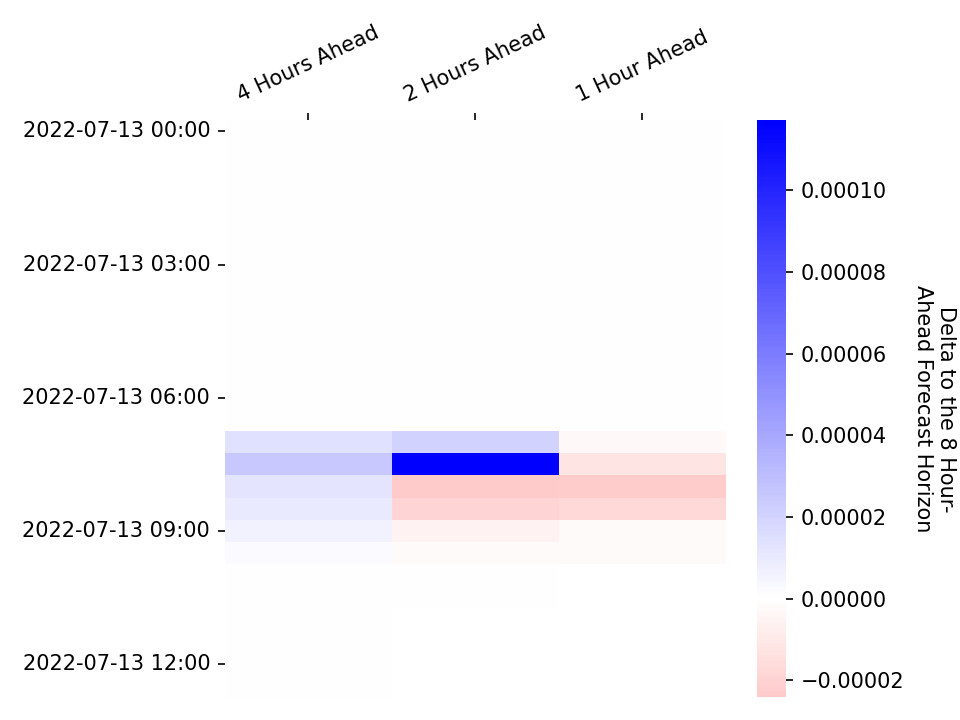 4 Hours Ahead
2 Hours Ahead
1 Hour Ahead
2022-07-13 00:00
2022-07-13 03:00
2022-07-13 06:00
2022-07-13 09:00
2022-07-13 12:00
0.00010
0.00008
0.00006
0.00004
0.00002
0.00000
−0.00002
Delta to the 8 Hour-
Ahead Forecast Horizon